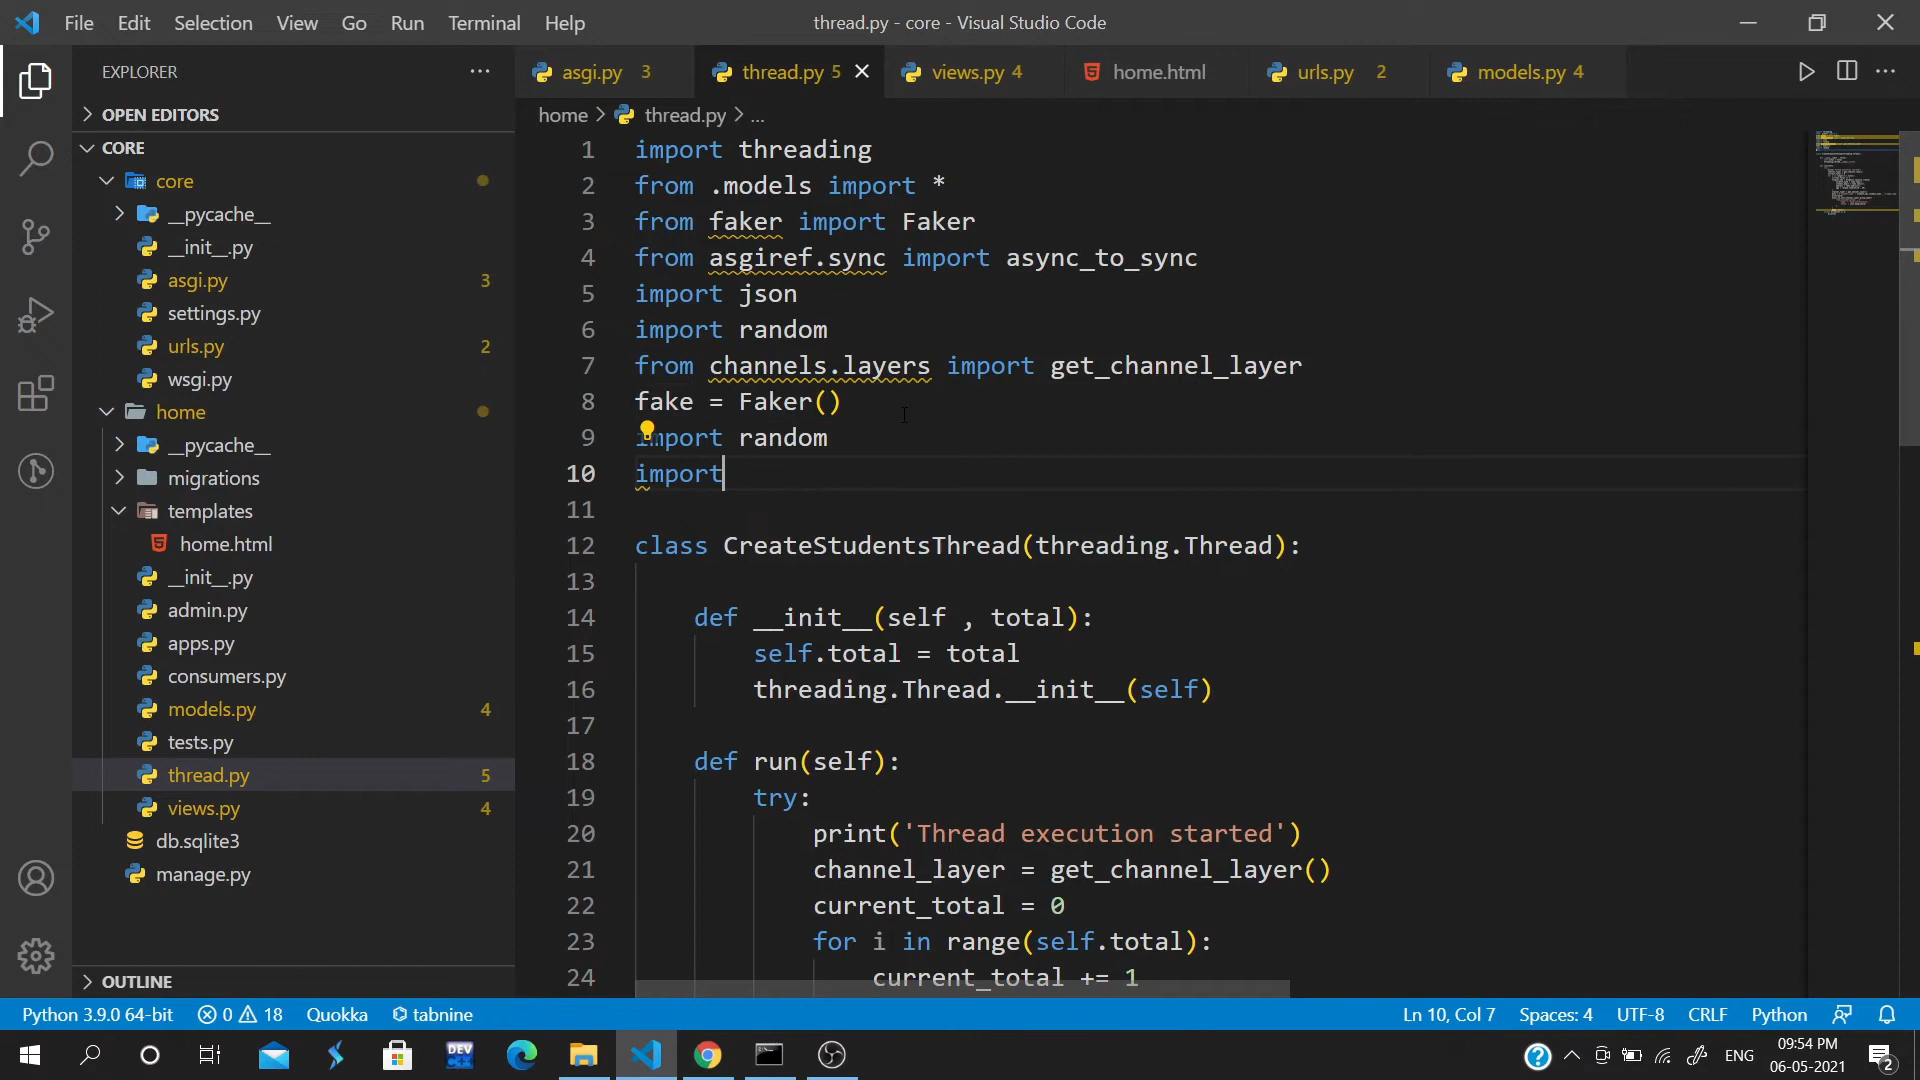 File Edit Selection View Go Run Terminal Help
thread.py - core - Visual Studio Code
EXPLORER
OPEN EDITORS
CORE
core
__pycache__
__init__.py
asgi.py 3
settings.py
urls.py 2
wsgi.py
home
__pycache__
migrations
templates
home.html
__init__.py
admin.py
apps.py
consumers.py
models.py 4
tests.py
thread.py 5
views.py 4
db.sqlite3
manage.py
OUTLINE
asgi.py 3 thread.py 5 views.py 4 home.html urls.py 2 models.py 4
home > thread.py > ...
1 import threading
2 from .models import *
3 from faker import Faker
4 from asgiref.sync import async_to_sync
5 import json
6 import random
7 from channels.layers import get_channel_layer
8 fake = Faker()
9 import random
10 import
11
12 class CreateStudentsThread(threading.Thread):
13
14 def __init__(self , total):
15 self.total = total
16 threading.Thread.__init__(self)
17
18 def run(self):
19 try:
20 print('Thread execution started')
21 channel_layer = get_channel_layer()
22 current_total = 0
23 for i in range(self.total):
24 current_total += 1
Python 3.9.0 64-bit 0 18 Quokka tabnine Ln 10, Col 7 Spaces: 4 UTF-8 CRLF Python
DEV C++
ENG
09:54 PM
06-05-2021
2